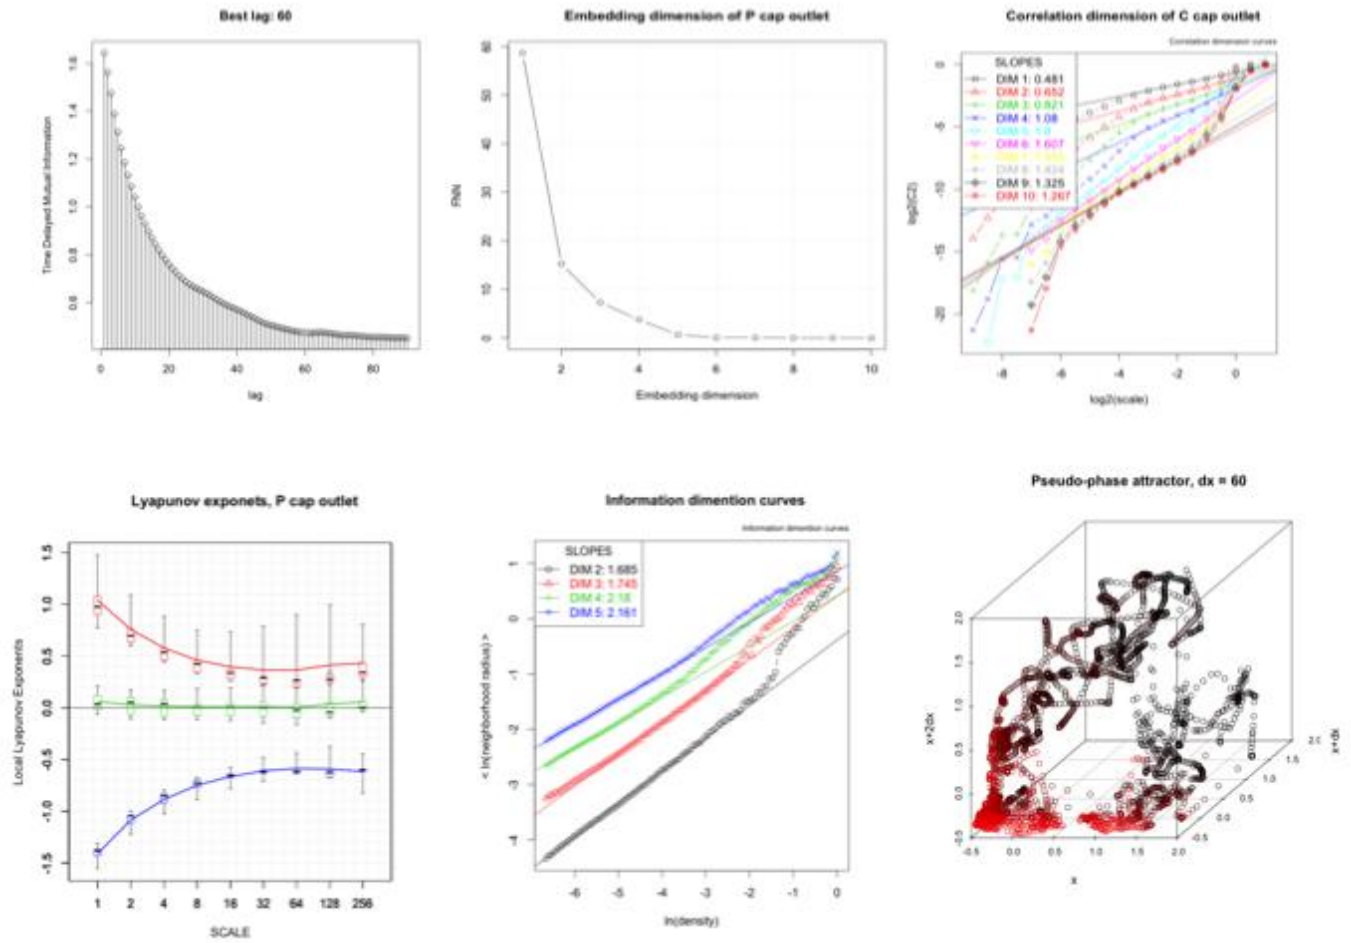 Best lag: 60
Time Delayed Mutual Information
1.6
1.4
1.2
1.0
0.8
0.6
0 20 40 60 80
lag
Embedding dimension of P cap outlet
FNN
60
50
40
30
20
10
0
2 4 6 8 10
Embedding dimension
Correlation dimension of C cap outlet
Correlation dimension curves
SLOPES
DIM 1: 0.481
DIM 2: 0.652
DIM 3: 0.821
DIM 4: 1.08
DIM 6: 1.607
DIM 9: 1.325
DIM 10: 1.267
log2(C2)
0
-5
-10
-15
-20
-8 -6 -4 -2 0
log2(scale)
Lyapunov exponets, P cap outlet
Local Lyapunov Exponents
1.5
1.0
0.5
0.0
-0.5
-1.0
-1.5
1 2 4 8 16 32 64 128 256
SCALE
Information dimention curves
Information dimention curves
SLOPES
DIM 2: 1.685
DIM 3: 1.745
DIM 4: 2.18
DIM 5: 2.161
< ln(neighborhood radius) >
1
0
-1
-2
-3
-4
-6 -5 -4 -3 -2 -1 0
ln(density)
Pseudo-phase attractor, dx = 60
x+2dx
2.0
1.5
1.0
0.5
0.0
-0.5
-0.5 0.0 0.5 1.0 1.5 2.0
x
-0.5
0.0
0.5
1.0
1.5
x+dx